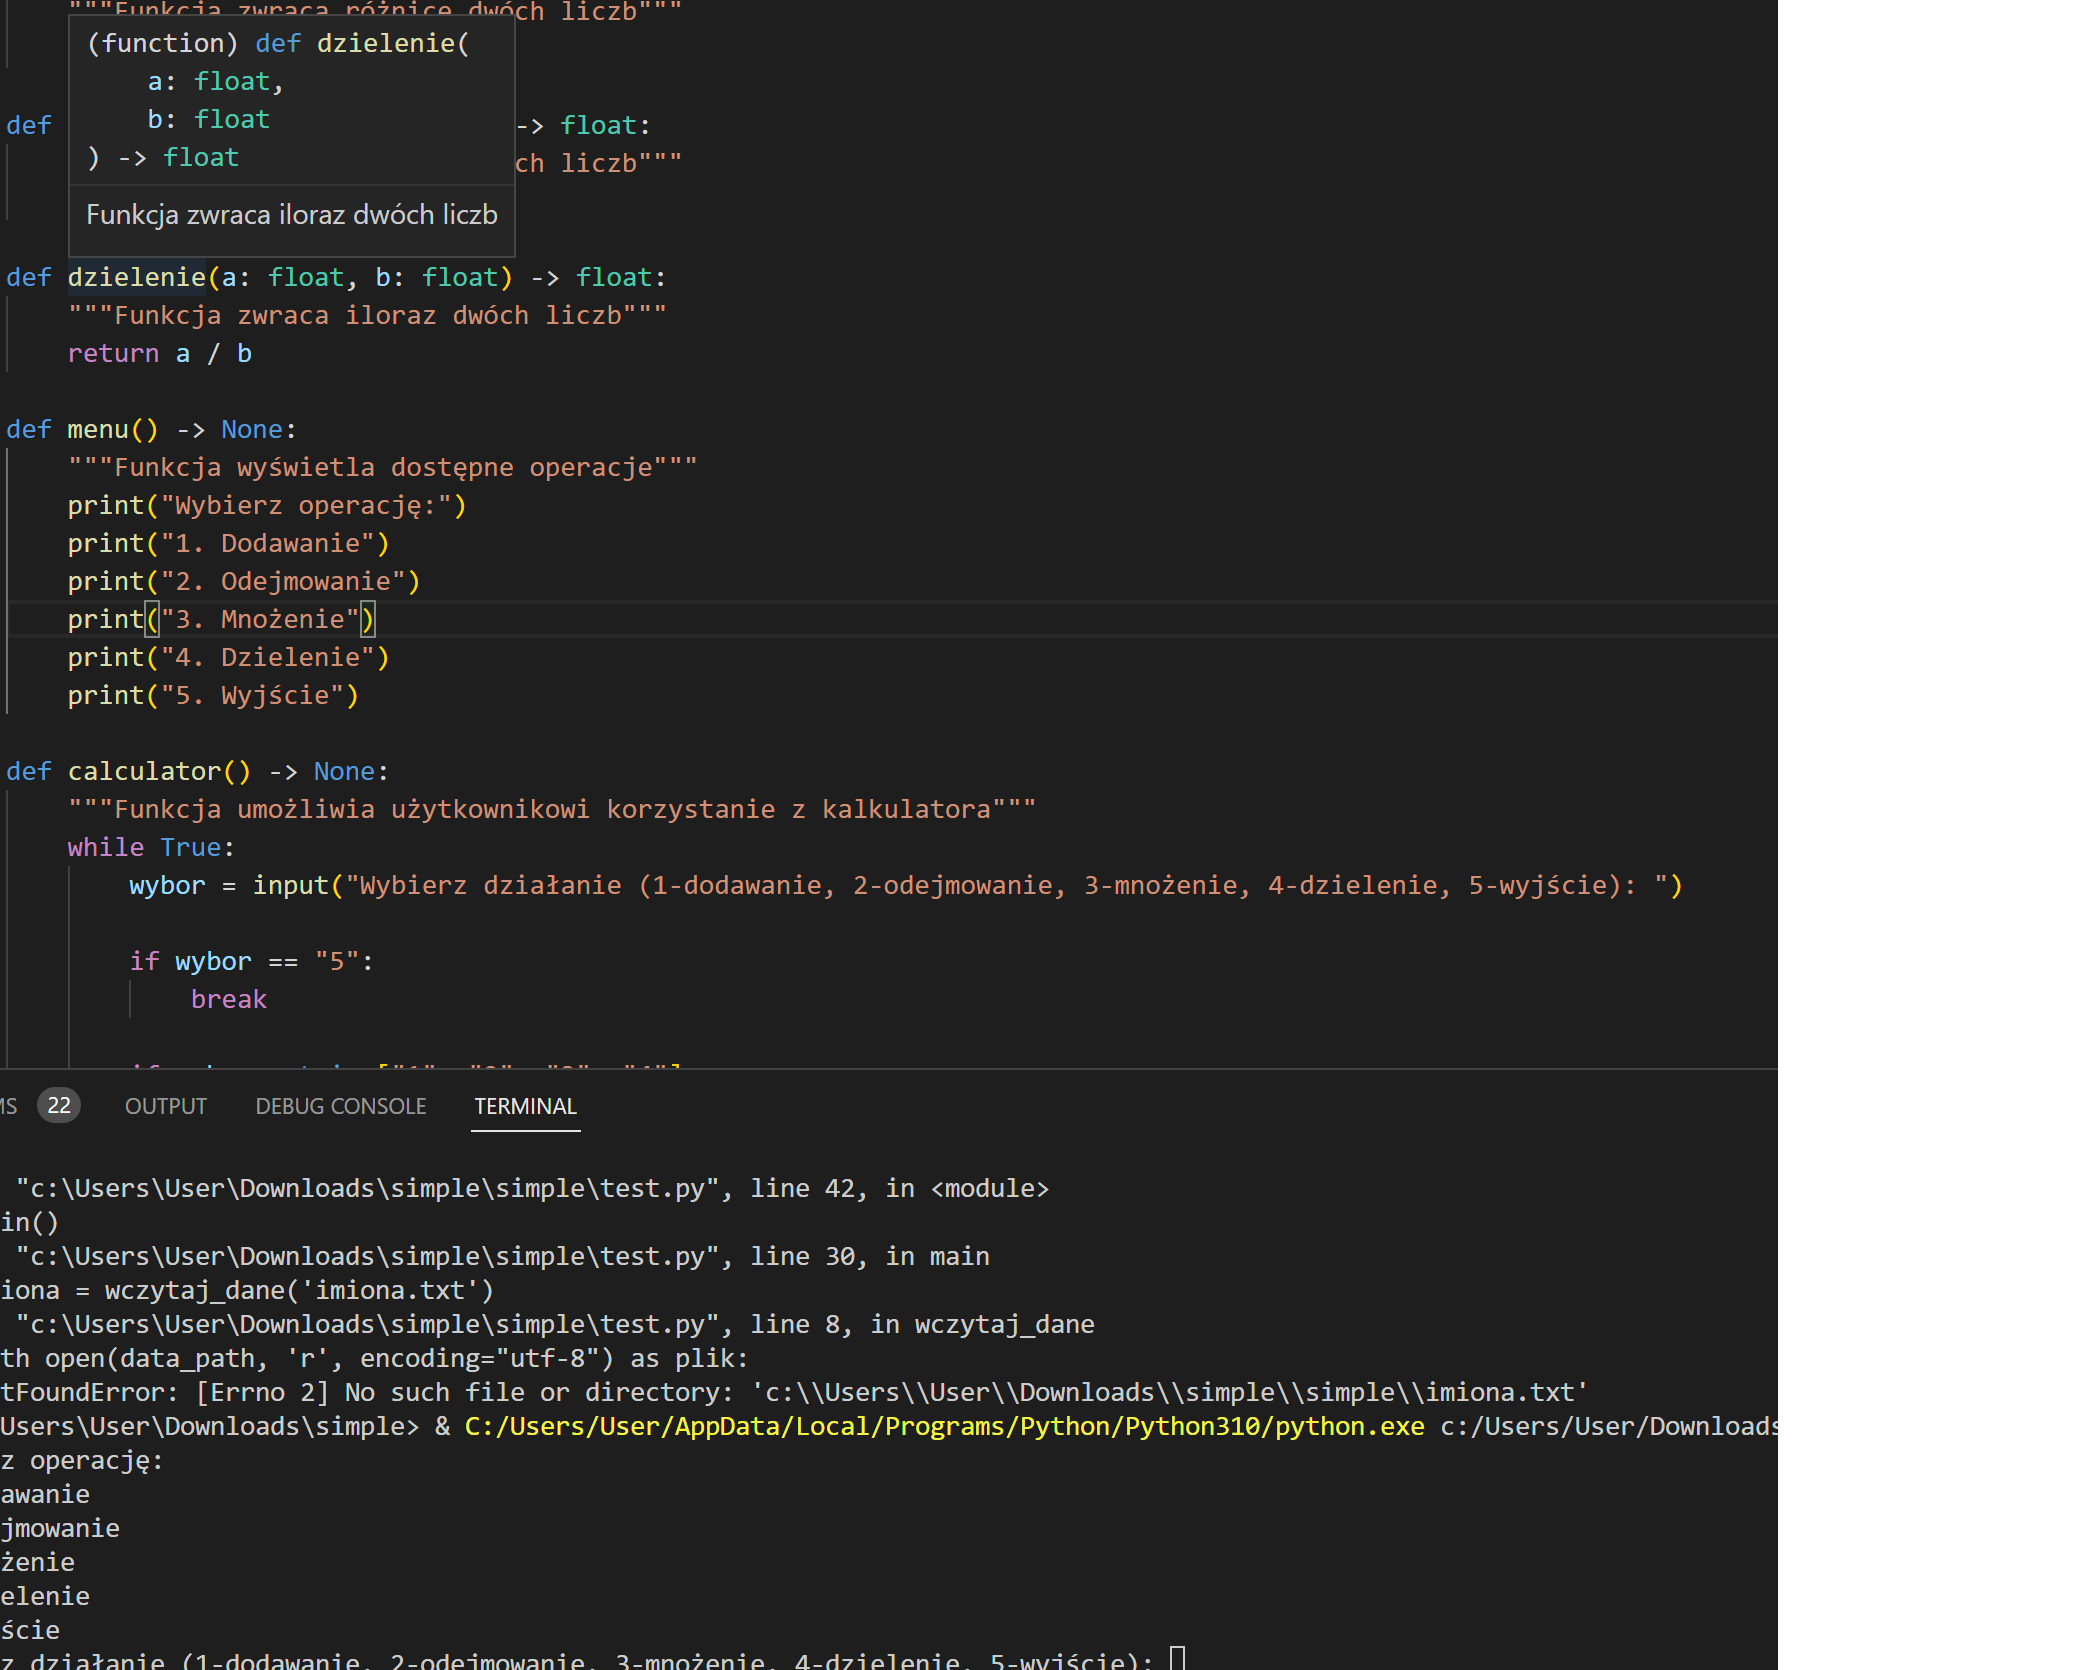 """Funkcja zwraca różnicę dwóch liczb"""
(function) def dzielenie(
a: float,
b: float
) -> float
Funkcja zwraca iloraz dwóch liczb
def -> float:
ch liczb"""
def dzielenie(a: float, b: float) -> float:
"""Funkcja zwraca iloraz dwóch liczb"""
return a / b
def menu() -> None:
"""Funkcja wyświetla dostępne operacje"""
print("Wybierz operację:")
print("1. Dodawanie")
print("2. Odejmowanie")
print("3. Mnożenie")
print("4. Dzielenie")
print("5. Wyjście")
def calculator() -> None:
"""Funkcja umożliwia użytkownikowi korzystanie z kalkulatora"""
while True:
wybor = input("Wybierz działanie (1-dodawanie, 2-odejmowanie, 3-mnożenie, 4-dzielenie, 5-wyjście): ")
if wybor == "5":
break
MS 22 OUTPUT DEBUG CONSOLE TERMINAL
"c:\Users\User\Downloads\simple\simple\test.py", line 42, in <module>
in()
"c:\Users\User\Downloads\simple\simple\test.py", line 30, in main
iona = wczytaj_dane('imiona.txt')
"c:\Users\User\Downloads\simple\simple\test.py", line 8, in wczytaj_dane
th open(data_path, 'r', encoding="utf-8") as plik:
tFoundError: [Errno 2] No such file or directory: 'c:\\Users\\User\\Downloads\\simple\\simple\\imiona.txt'
Users\User\Downloads\simple> & C:/Users/User/AppData/Local/Programs/Python/Python310/python.exe c:/Users/User/Downloads
z operację:
awanie
jmowanie
żenie
elenie
ście
z działanie (1-dodawanie, 2-odejmowanie, 3-mnożenie, 4-dzielenie, 5-wyjście):